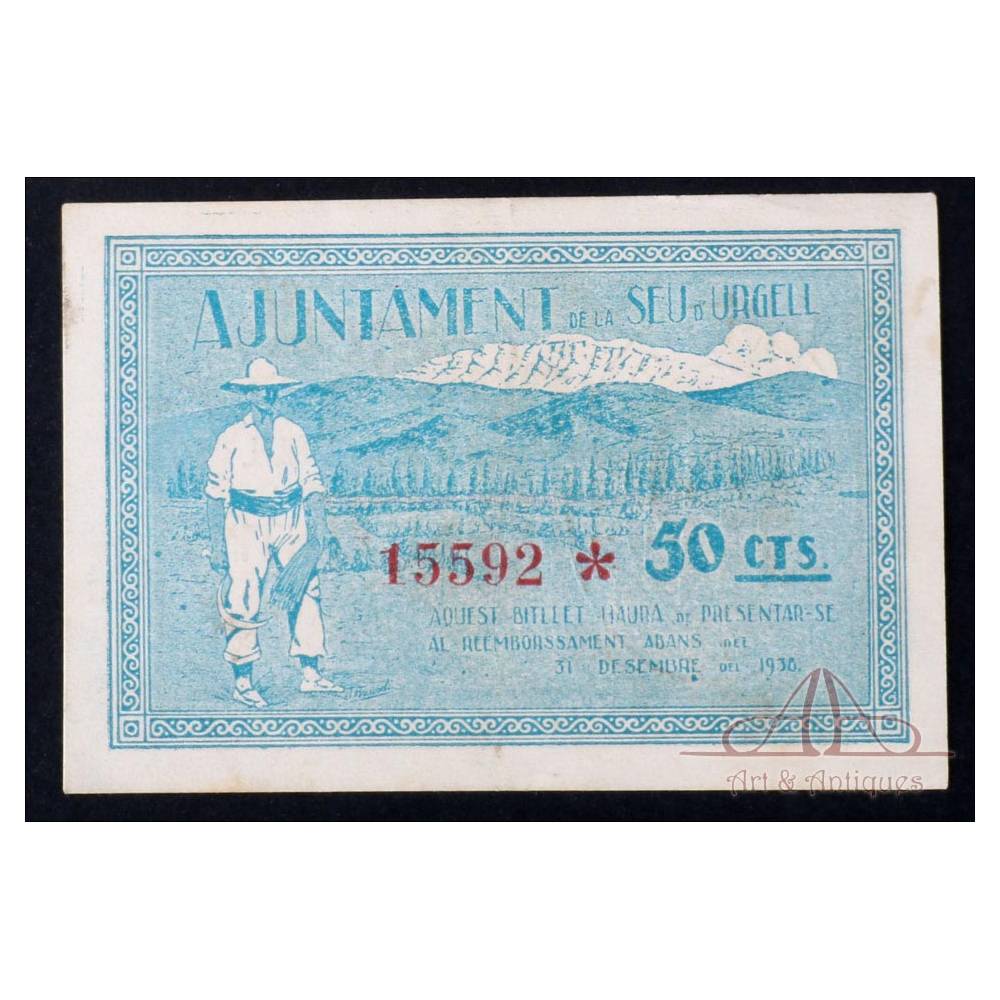 AJUNTAMENT DE LA SEU D'URGELL
15592 * 50 CTS.
AQUEST BITLLET HAURA DE PRESENTAR-SE
AL REEMBORSSAMENT ABANS DEL
31 DESEMBRE DEL 1938.
Art & Antiques